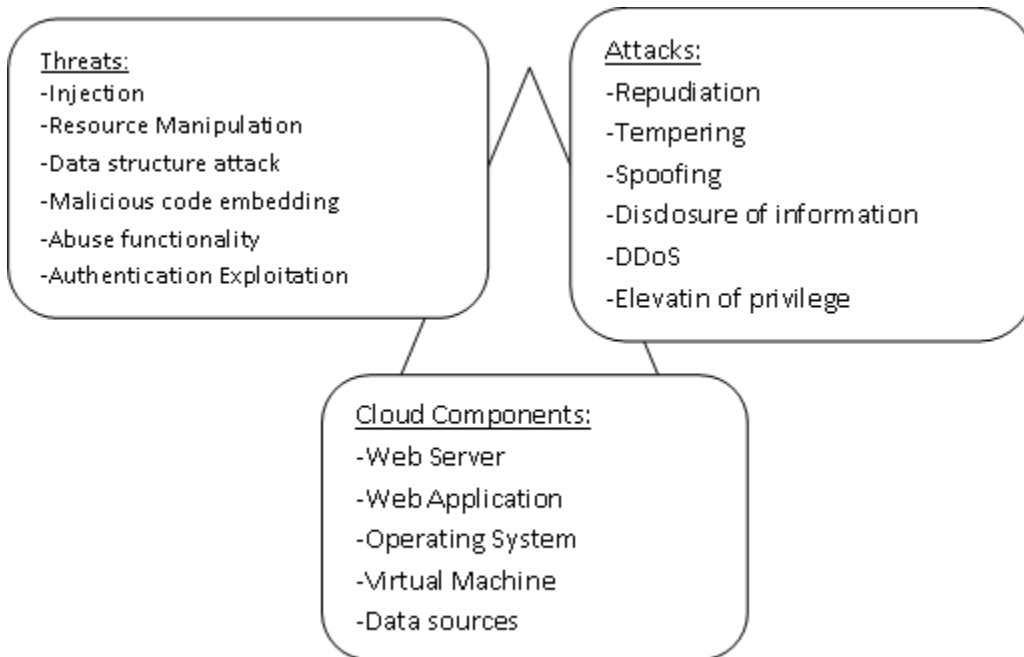 Threats:
-Injection
-Resource Manipulation
-Data structure attack
-Malicious code embedding
-Abuse functionality
-Authentication Exploitation
Attacks:
-Repudiation
-Tempering
-Spoofing
-Disclosure of information
-DDoS
-Elevatin of privilege
Cloud Components:
-Web Server
-Web Application
-Operating System
-Virtual Machine
-Data sources